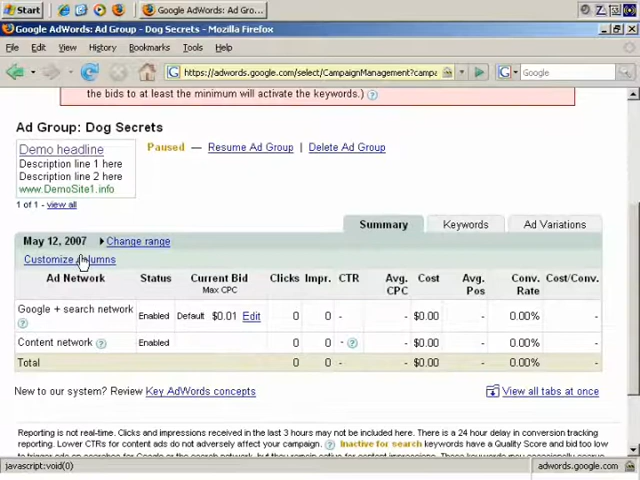 Start
Google AdWords: Ad Gro...
Google AdWords: Ad Group - Dog Secrets - Mozilla Firefox
File Edit View History Bookmarks Tools Help
https://adwords.google.com/select/CampaignManagement?campa
Google
the bids to at least the minimum will activate the keywords.) ?
Ad Group: Dog Secrets
Demo headline
Description line 1 here
Description line 2 here
www.DemoSite1.info
Paused — Resume Ad Group | Delete Ad Group
1 of 1 - view all
Summary Keywords Ad Variations
May 12, 2007 Change range
Customize Columns
Ad Network Status Current Bid Max CPC Clicks Impr. CTR Avg. CPC Cost Avg. Pos Conv. Rate Cost/Conv.
Google + search network ? Enabled Default $0.01 Edit 0 0 - - $0.00 - 0.00% -
Content network ? Enabled 0 0 - ? - $0.00 - 0.00% -
Total 0 0 - - $0.00 - 0.00% -
New to our system? Review Key AdWords concepts
View all tabs at once
Reporting is not real-time. Clicks and impressions received in the last 3 hours may not be included here. There is a 24 hour delay in conversion tracking
reporting. Lower CTRs for content ads do not adversely affect your campaign. ? Inactive for search keywords have a Quality Score and bid too low
javascript:void(0)
adwords.google.com